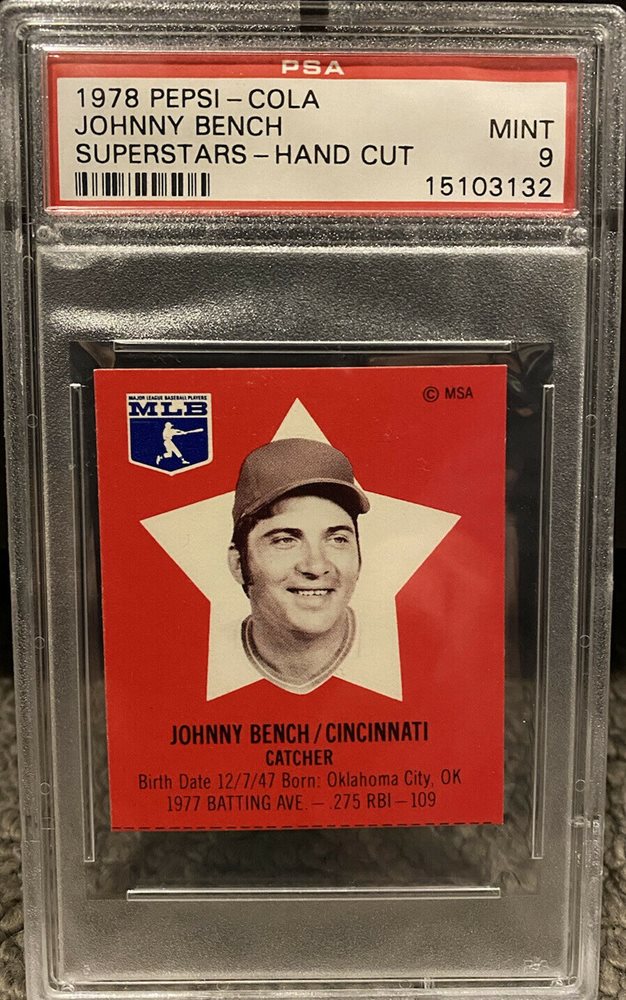 PSA
1978 PEPSI-COLA
JOHNNY BENCH MINT
SUPERSTARS-HAND CUT 9
15103132
© MSA
MAJOR LEAGUE BASEBALL PLAYERS
MLB
JOHNNY BENCH / CINCINNATI
CATCHER
Birth Date 12/7/47 Born: Oklahoma City, OK
1977 BATTING AVE. — .275 RBI — 109